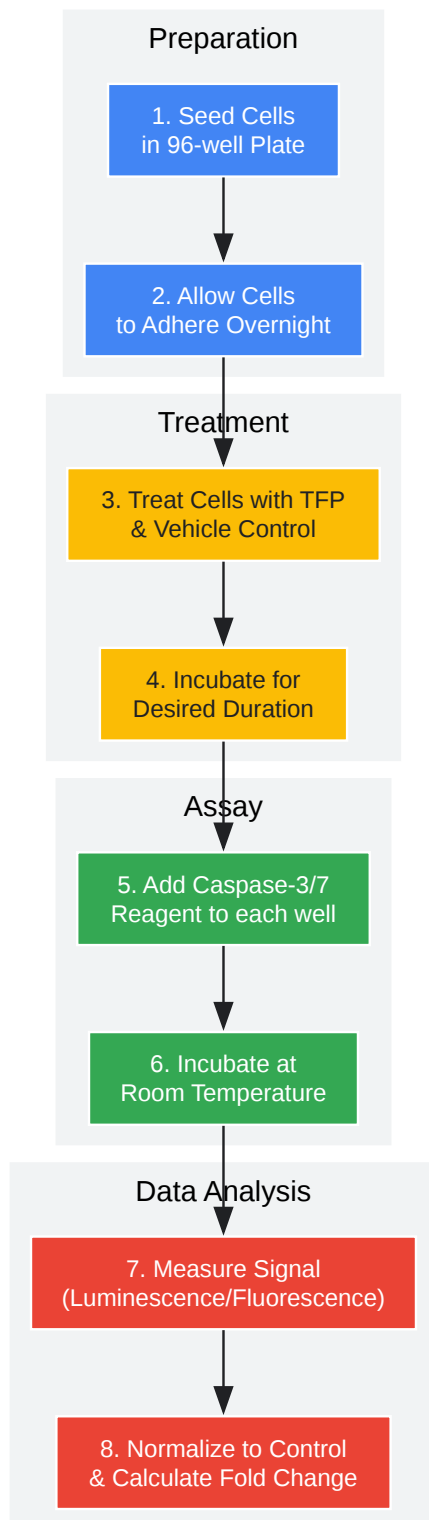 Preparation
1. Seed Cells
in 96-well Plate
2. Allow Cells
to Adhere Overnight
Treatment
3. Treat Cells with TFP
& Vehicle Control
4. Incubate for
Desired Duration
Assay
5. Add Caspase-3/7
Reagent to each well
6. Incubate at
Room Temperature
Data Analysis
7. Measure Signal
(Luminescence/Fluorescence)
8. Normalize to Control
& Calculate Fold Change